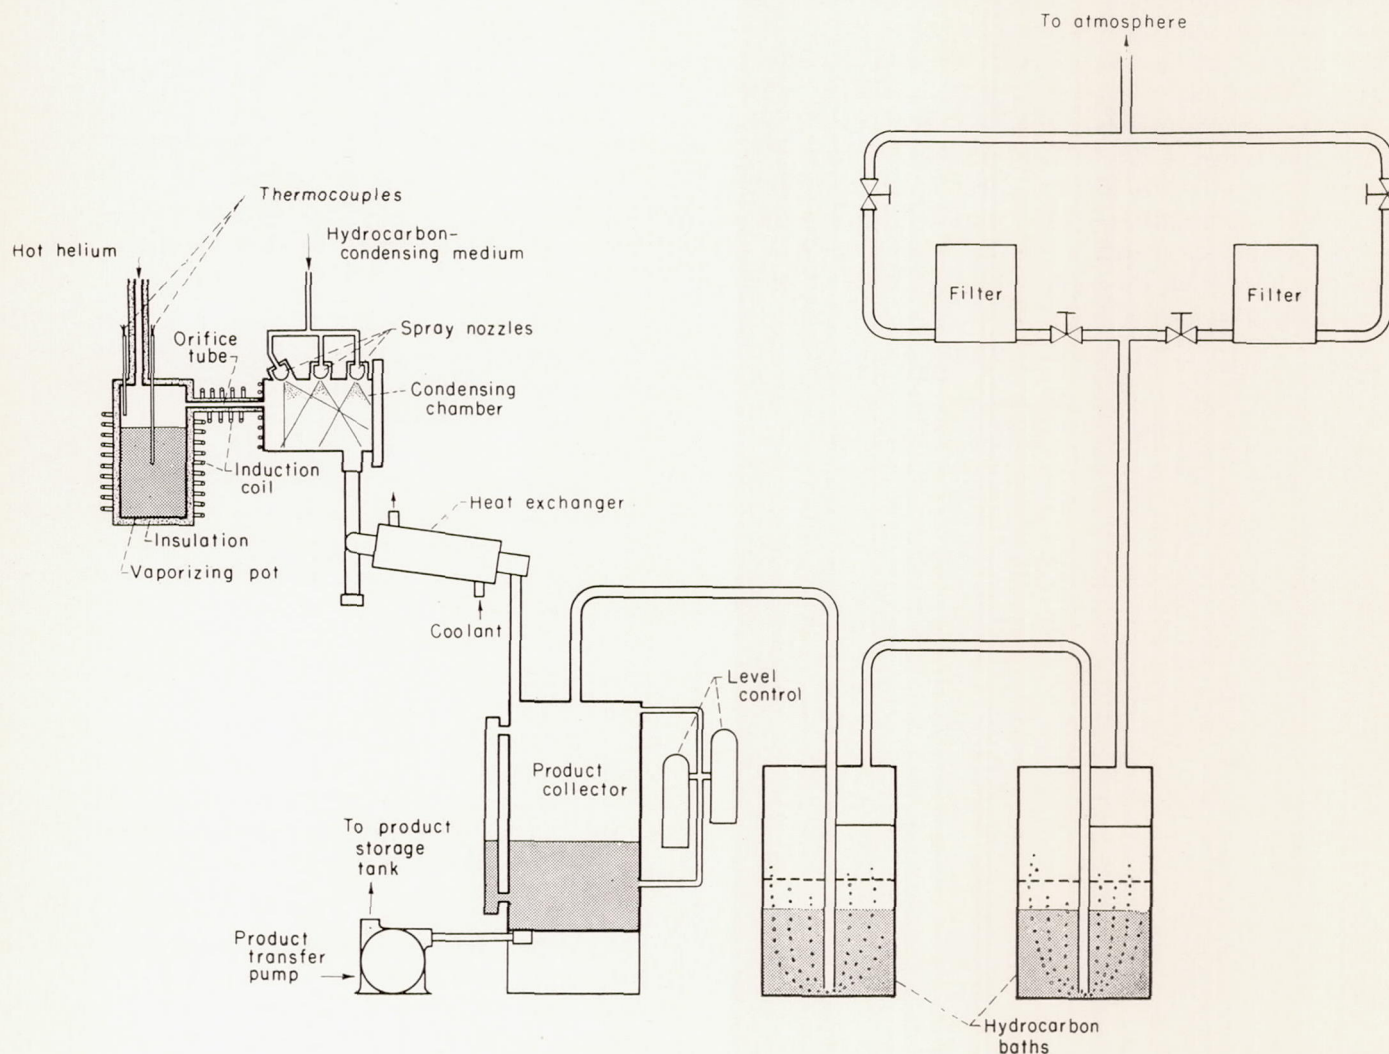 To atmosphere
Thermocouples
Hot helium
Hydrocarbon-
condensing medium
Spray nozzles
Orifice
tube
Condensing
chamber
Induction
coil
Insulation
Vaporizing pot
Heat exchanger
Coolant
Filter
Filter
Level
control
Product
collector
To product
storage
tank
Product
transfer
pump
Hydrocarbon
baths